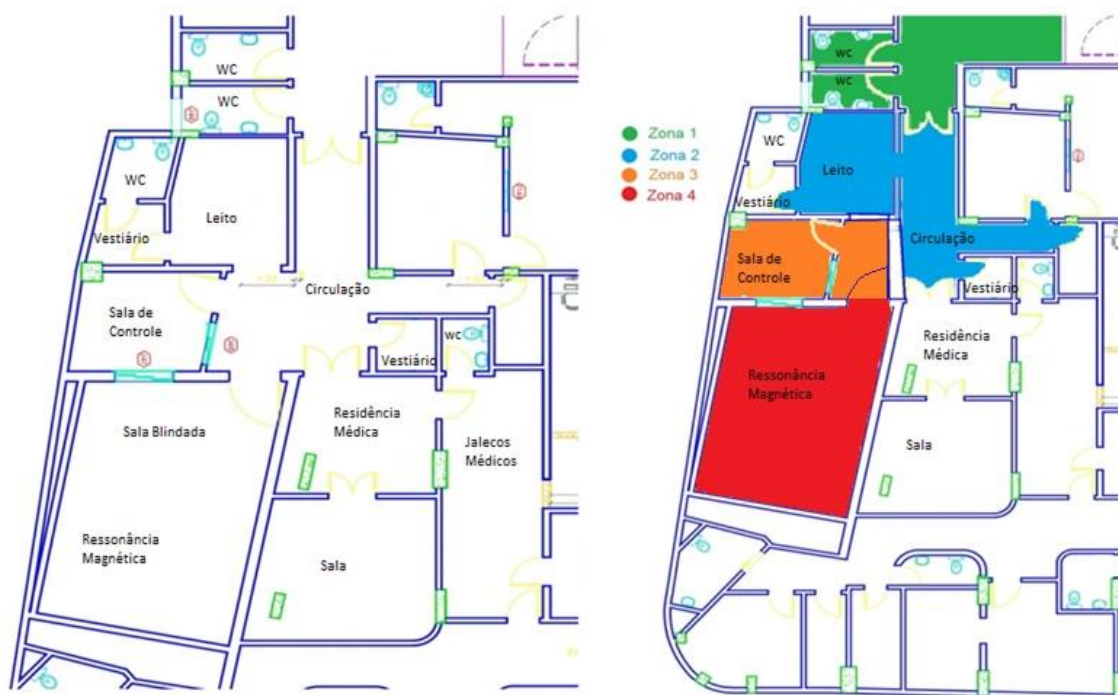 WC
WC
WC
Leito
Vestiário
Circulação
Sala de
Controle
Vestiário
wc
Sala Blindada
Residência
Médica
Jalecos
Médicos
Ressonância
Magnética
Sala
Zona 1
Zona 2
Zona 3
Zona 4
wc
wc
WC
Leito
Vestiário
Circulação
Sala de
Controle
Vestiário
Residência
Médica
Ressonância
Magnética
Sala